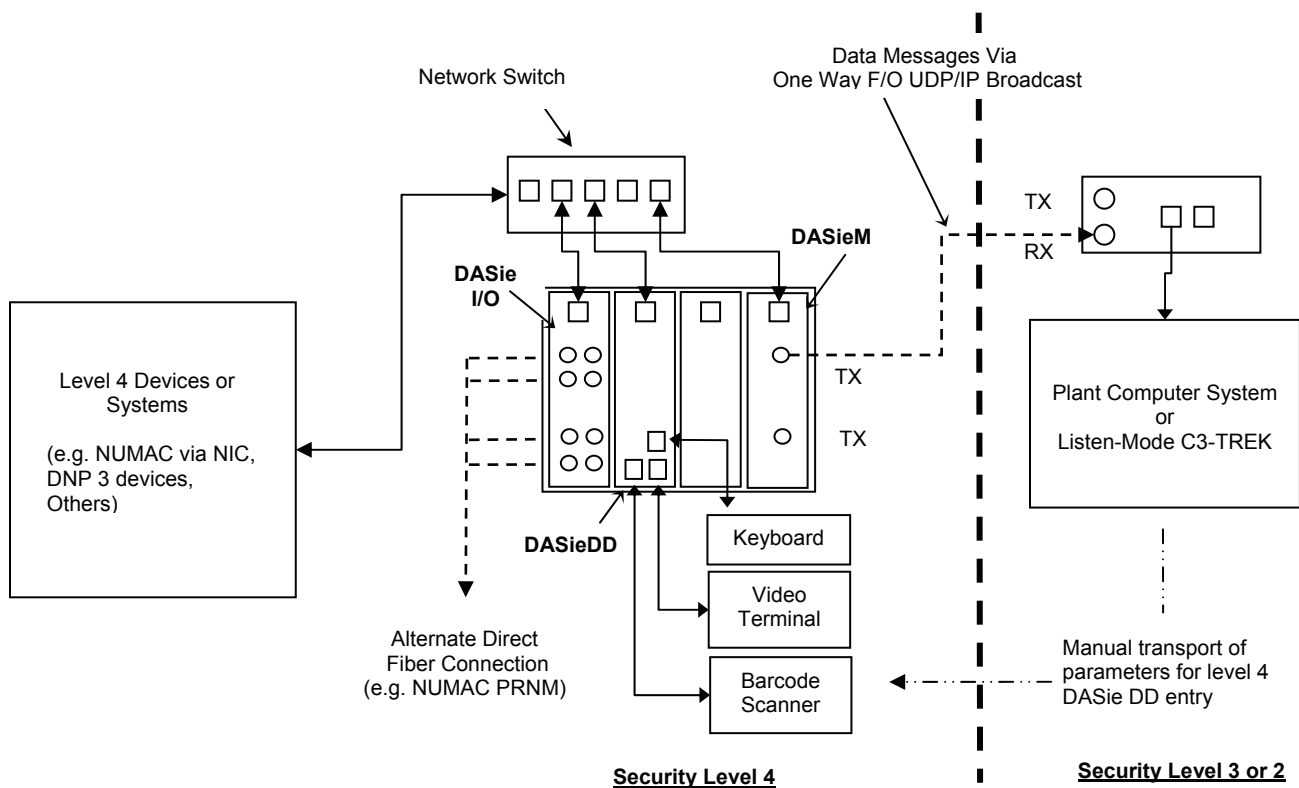 Data Messages Via
One Way F/O UDP/IP Broadcast
Network Switch
TX
RX
DASieM
DASie
I/O
TX
TX
Level 4 Devices or
Systems
(e.g. NUMAC via NIC,
DNP 3 devices,
Others)
Plant Computer System
or
Listen-Mode C3-TREK
DASieDD
Keyboard
Video
Terminal
Barcode
Scanner
Alternate Direct
Fiber Connection
(e.g. NUMAC PRNM)
Manual transport of
parameters for level 4
DASie DD entry
Security Level 4
Security Level 3 or 2